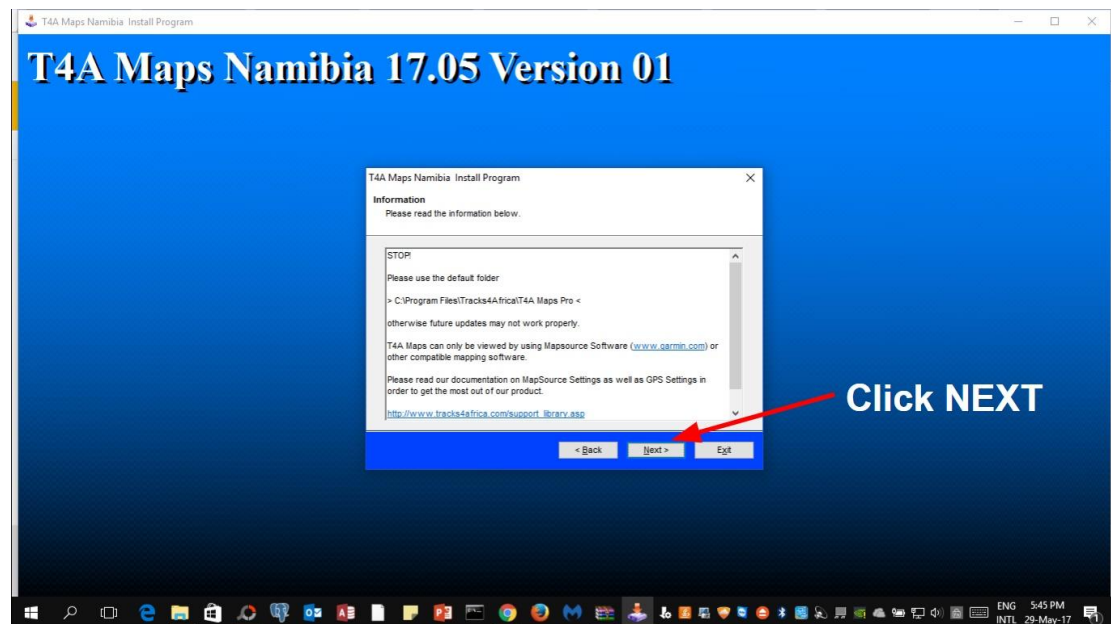 T4A Maps Namibia Install Program
T4A Maps Namibia 17.05 Version 01
T4A Maps Namibia Install Program
Information
Please read the information below.
STOP!
Please use the default folder
> C:\Program Files\Tracks4Africa\T4A Maps Pro <
otherwise future updates may not work properly.
T4A Maps can only be viewed by using Mapsource Software (www.garmin.com) or
other compatible mapping software.
Please read our documentation on MapSource Settings as well as GPS Settings in
order to get the most out of our product.
http://www.tracks4africa.com/support_library.asp
Click NEXT
< Back
Next >
Exit
ENG
INTL
5:45 PM
29-May-17